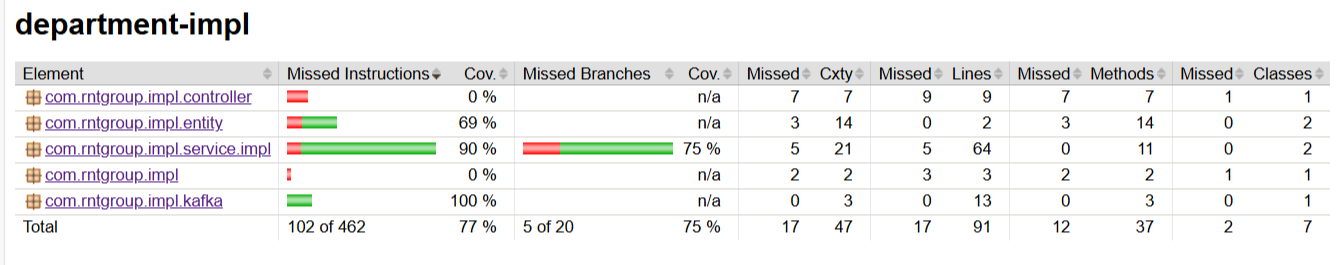 department-impl
Element Missed Instructions Cov. Missed Branches Cov. Missed Cxty Missed Lines Missed Methods Missed Classes
com.rntgroup.impl.controller 0 % n/a 7 7 9 9 7 7 1 1
com.rntgroup.impl.entity 69 % n/a 3 14 0 2 3 14 0 2
com.rntgroup.impl.service.impl 90 % 75 % 5 21 5 64 0 11 0 2
com.rntgroup.impl 0 % n/a 2 2 3 3 2 2 1 1
com.rntgroup.impl.kafka 100 % n/a 0 3 0 13 0 3 0 1
Total 102 of 462 77 % 5 of 20 75 % 17 47 17 91 12 37 2 7